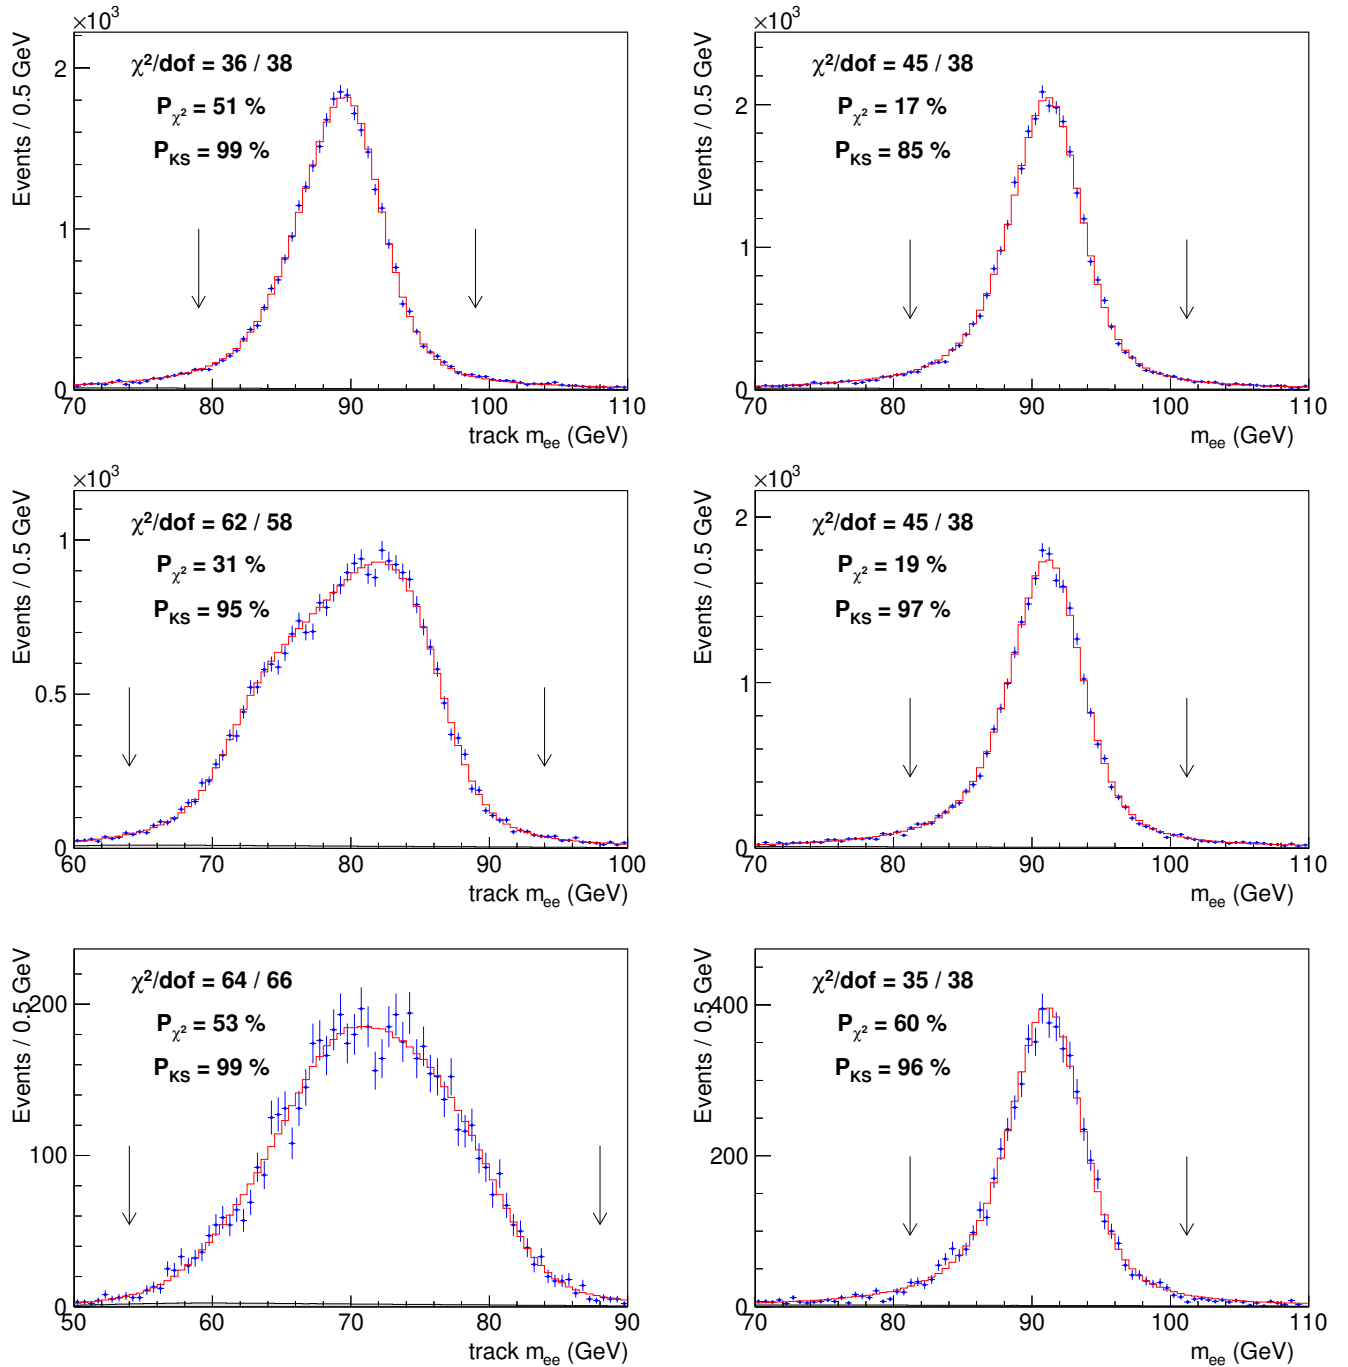 ×10³
Events / 0.5 GeV
χ²/dof = 36 / 38
P_χ² = 51 %
P_KS = 99 %
2
1
0
70 80 90 100 110
track m_ee (GeV)
×10³
Events / 0.5 GeV
χ²/dof = 45 / 38
P_χ² = 17 %
P_KS = 85 %
2
1
0
70 80 90 100 110
m_ee (GeV)
×10³
Events / 0.5 GeV
χ²/dof = 62 / 58
P_χ² = 31 %
P_KS = 95 %
1
0.5
0
60 70 80 90 100
track m_ee (GeV)
×10³
Events / 0.5 GeV
χ²/dof = 45 / 38
P_χ² = 19 %
P_KS = 97 %
2
1
0
70 80 90 100 110
m_ee (GeV)
Events / 0.5 GeV
χ²/dof = 64 / 66
P_χ² = 53 %
P_KS = 99 %
200
100
0
50 60 70 80 90
track m_ee (GeV)
Events / 0.5 GeV
χ²/dof = 35 / 38
P_χ² = 60 %
P_KS = 96 %
400
200
0
70 80 90 100 110
m_ee (GeV)